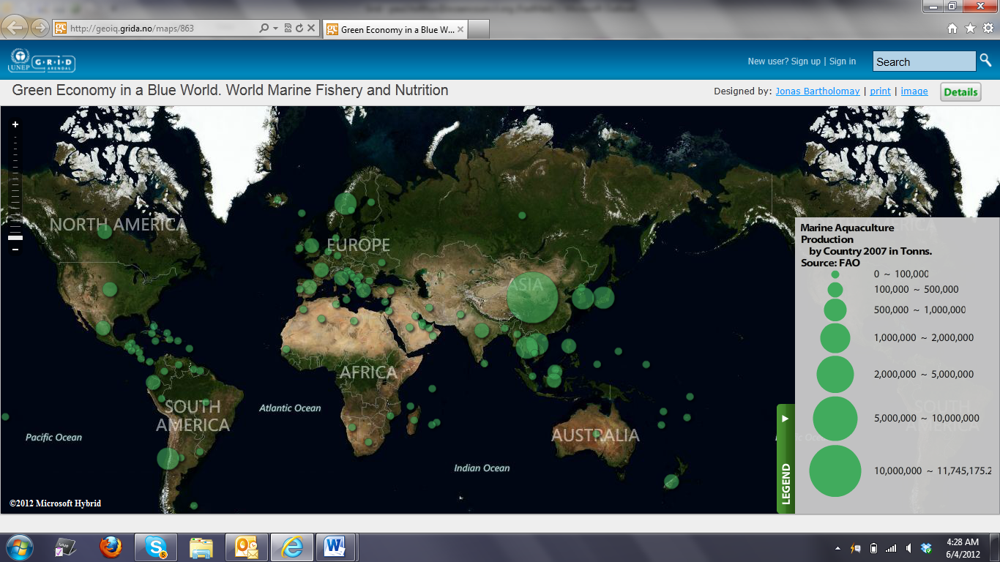 http://geoiq.grida.no/maps/863
Green Economy in a Blue W...
UNEP
G·R·I·D
ARENDAL
New user? Sign up | Sign in
Search
Green Economy in a Blue World. World Marine Fishery and Nutrition
Designed by: Jonas Bartholomay | print | image
Details
NORTH AMERICA
EUROPE
ASIA
AFRICA
SOUTH
AMERICA
AUSTRALIA
Atlantic Ocean
Pacific Ocean
Indian Ocean
©2012 Microsoft Hybrid
LEGEND
Marine Aquaculture
Production
by Country 2007 in Tonns.
Source: FAO
0 ~ 100,000
100,000 ~ 500,000
500,000 ~ 1,000,000
1,000,000 ~ 2,000,000
2,000,000 ~ 5,000,000
5,000,000 ~ 10,000,000
10,000,000 ~ 11,745,175.2
SOUTH
5
4:28 AM
6/4/2012